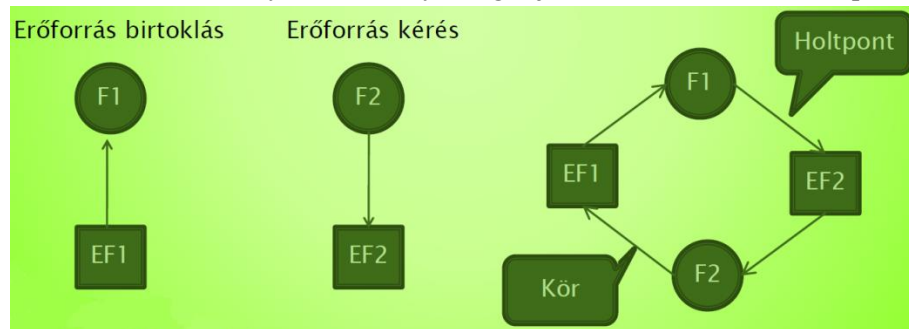 Erőforrás birtoklás
Erőforrás kérés
Holtpont
F1
F2
F1
EF1
EF2
EF1
EF2
F2
Kör